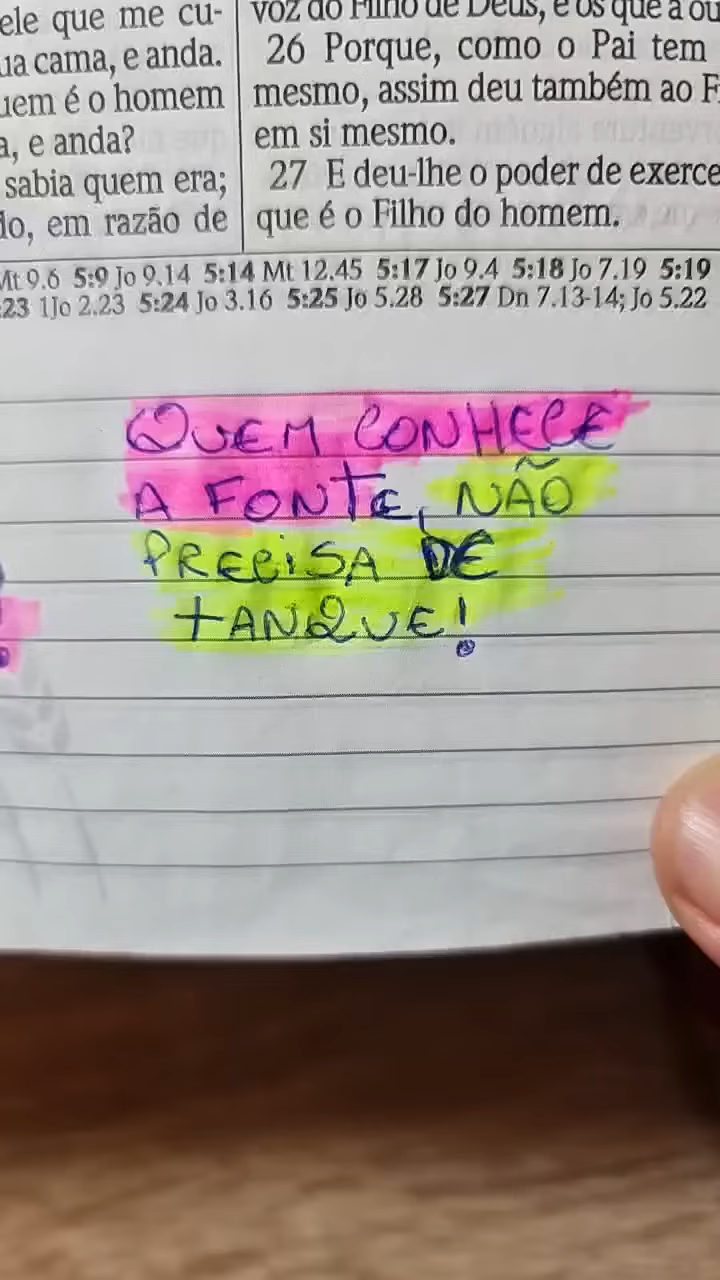 ele que me cu-
ua cama, e anda.
uem é o homem
a, e anda?
sabia quem era;
do, em razão de
voz do Filho de Deus, e os que a ou
26 Porque, como o Pai tem
mesmo, assim deu também ao F
em si mesmo.
27 E deu-lhe o poder de exerce
que é o Filho do homem.
Mt 9.6 5:9 Jo 9.14 5:14 Mt 12.45 5:17 Jo 9.4 5:18 Jo 7.19 5:19
:23 1Jo 2.23 5:24 Jo 3.16 5:25 Jo 5.28 5:27 Dn 7.13-14; Jo 5.22
QUEM CONHECE
A FONTE, NÃO
PRECISA DE
TANQUE!